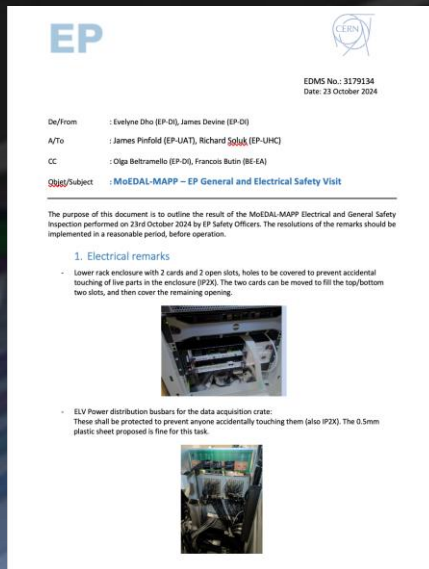 EP
CERN
EDMS No.: 3179134
Date: 23 October 2024
De/From : Evelyne Dho (EP-DI), James Devine (EP-DI)
A/To : James Pinfold (EP-UAT), Richard Soluk (EP-UHC)
CC : Olga Beltramello (EP-DI), Francois Butin (BE-EA)
Objet/Subject : MoEDAL-MAPP – EP General and Electrical Safety Visit
The purpose of this document is to outline the result of the MoEDAL-MAPP Electrical and General Safety
Inspection performed on 23rd October 2024 by EP Safety Officers. The resolutions of the remarks should be
implemented in a reasonable period, before operation.
1. Electrical remarks
- Lower rack enclosure with 2 cards and 2 open slots, holes to be covered to prevent accidental
touching of live parts in the enclosure (IP2X). The two cards can be moved to fill the top/bottom
two slots, and then cover the remaining opening.
- ELV Power distribution busbars for the data acquisition crate:
These shall be protected to prevent anyone accidentally touching them (also IP2X). The 0.5mm
plastic sheet proposed is fine for this task.